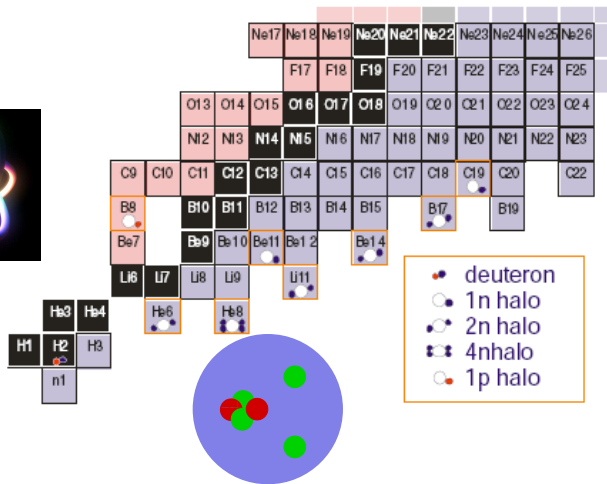 Ne17 Ne18 Ne19 Ne20 Ne21 Ne22 Ne23 Ne24 Ne25 Ne26
F17 F18 F19 F20 F21 F22 F23 F24 F25
O13 O14 O15 O16 O17 O18 O19 O20 O21 O22 O23 O24
N12 N13 N14 N15 N16 N17 N18 N19 N20 N21 N22 N23
C9 C10 C11 C12 C13 C14 C15 C16 C17 C18 C19 C20 C22
B8 B10 B11 B12 B13 B14 B15 B17 B19
Be7 Be9 Be10 Be11 Be12 Be14
Li6 Li7 Li8 Li9 Li11
He3 He4 He6 He8
H1 H2 H3
n1
deuteron
1n halo
2n halo
4nhalo
1p halo